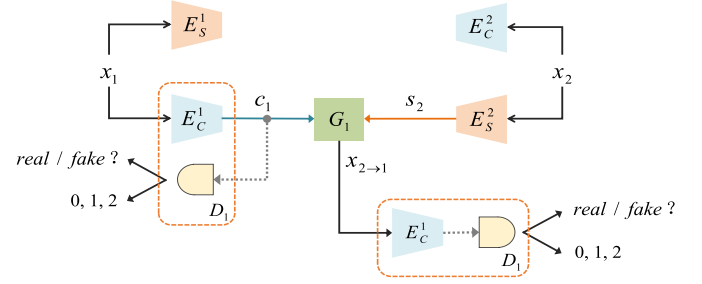 E_S^1
E_C^2
x_1
x_2
E_C^1
c_1
G_1
s_2
E_S^2
real / fake ?
x_{2→1}
0, 1, 2
D_1
E_C^1
real / fake ?
0, 1, 2
D_1